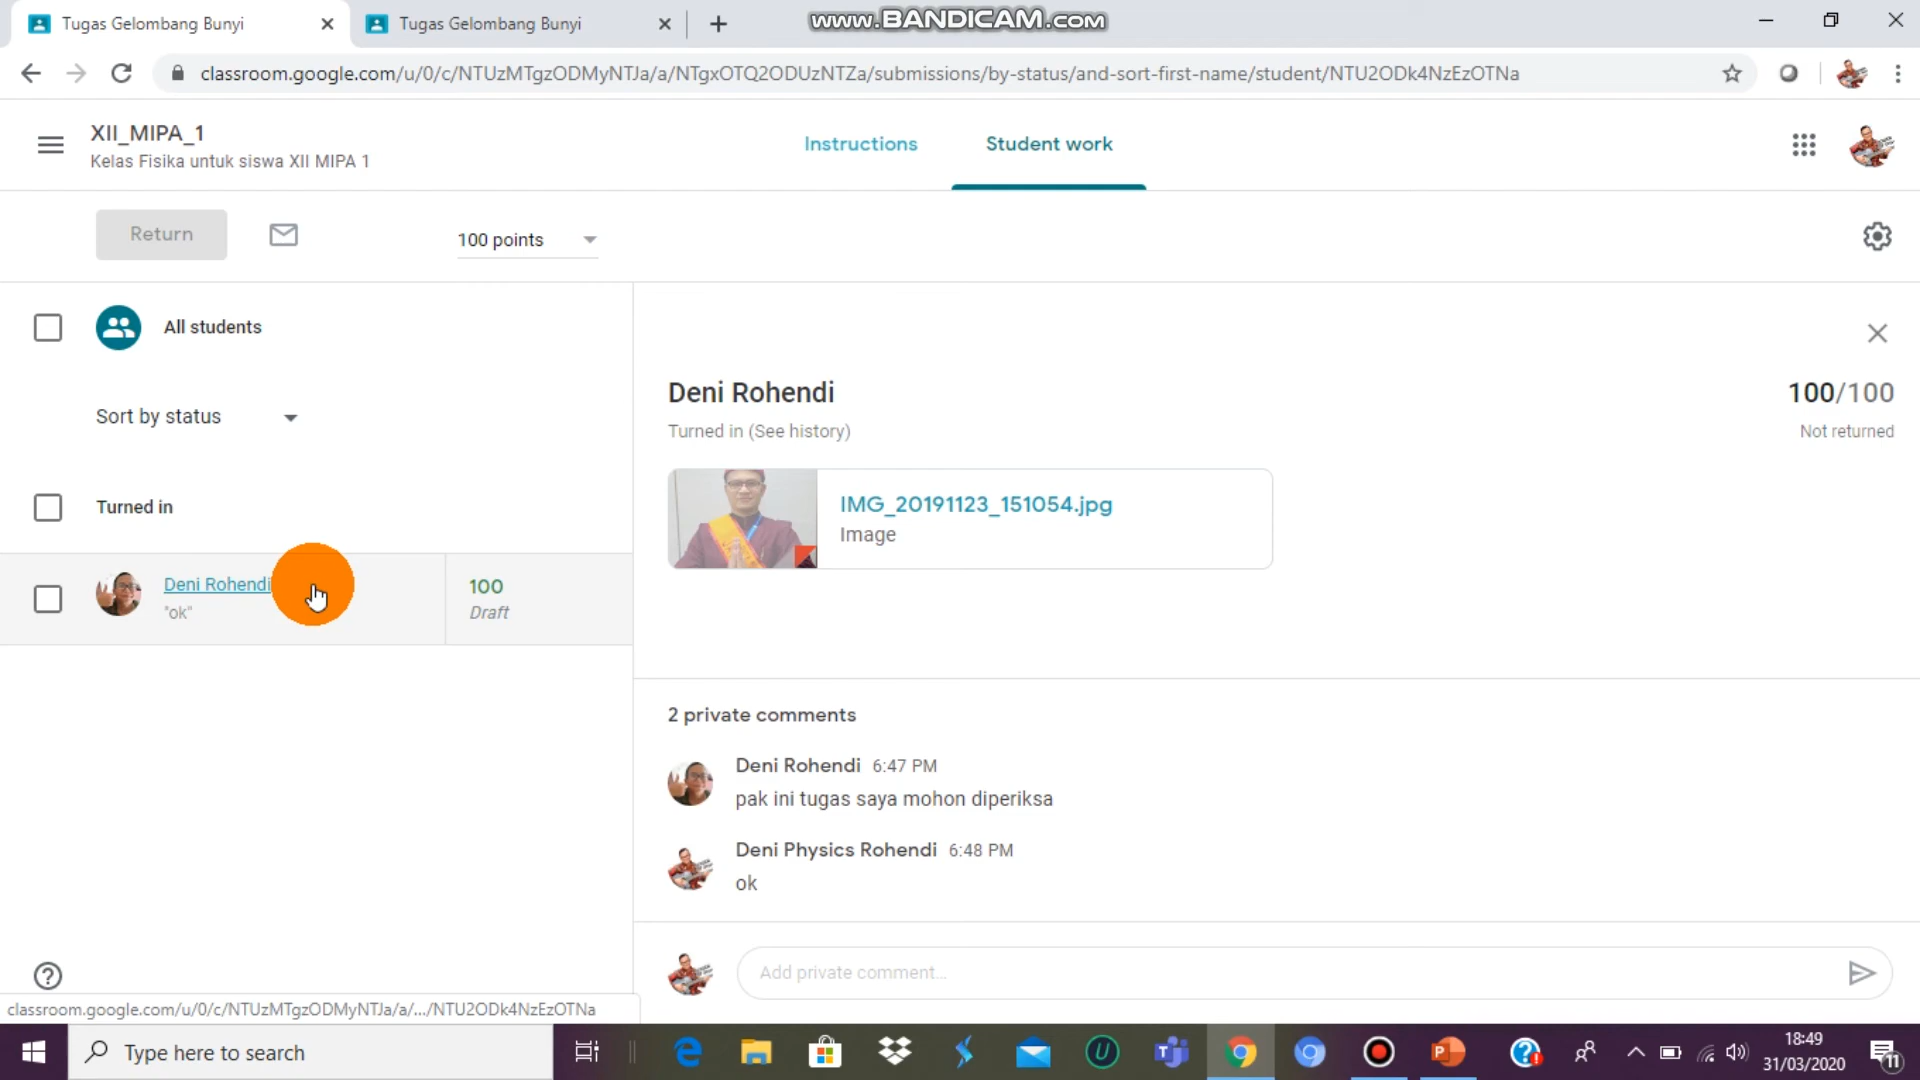 Tugas Gelombang Bunyi
Tugas Gelombang Bunyi
www.BANDICAM.com
classroom.google.com/u/0/c/NTUzMTgzODMyNTJa/a/NTgxOTQ2ODUzNTZa/submissions/by-status/and-sort-first-name/student/NTU2ODk4NzEzOTNa
XII_MIPA_1
Kelas Fisika untuk siswa XII MIPA 1
Instructions
Student work
Return
100 points
All students
Sort by status
Turned in
Deni Rohendi
"ok"
100
Draft
Deni Rohendi
Turned in (See history)
100/100
Not returned
IMG_20191123_151054.jpg
Image
2 private comments
Deni Rohendi 6:47 PM
pak ini tugas saya mohon diperiksa
Deni Physics Rohendi 6:48 PM
ok
Add private comment...
classroom.google.com/u/0/c/NTUzMTgzODMyNTJa/a/.../NTU2ODk4NzEzOTNa
Type here to search
18:49
31/03/2020
11